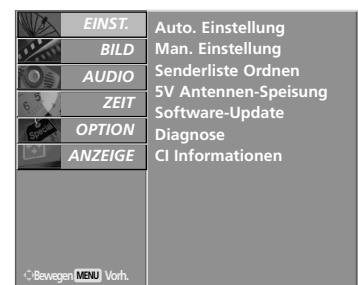 EINST.
BILD
AUDIO
ZEIT
OPTION
ANZEIGE
Auto. Einstellung
Man. Einstellung
Senderliste Ordnen
5V Antennen-Speisung
Software-Update
Diagnose
CI Informationen
Bewegen MENU Vorh.